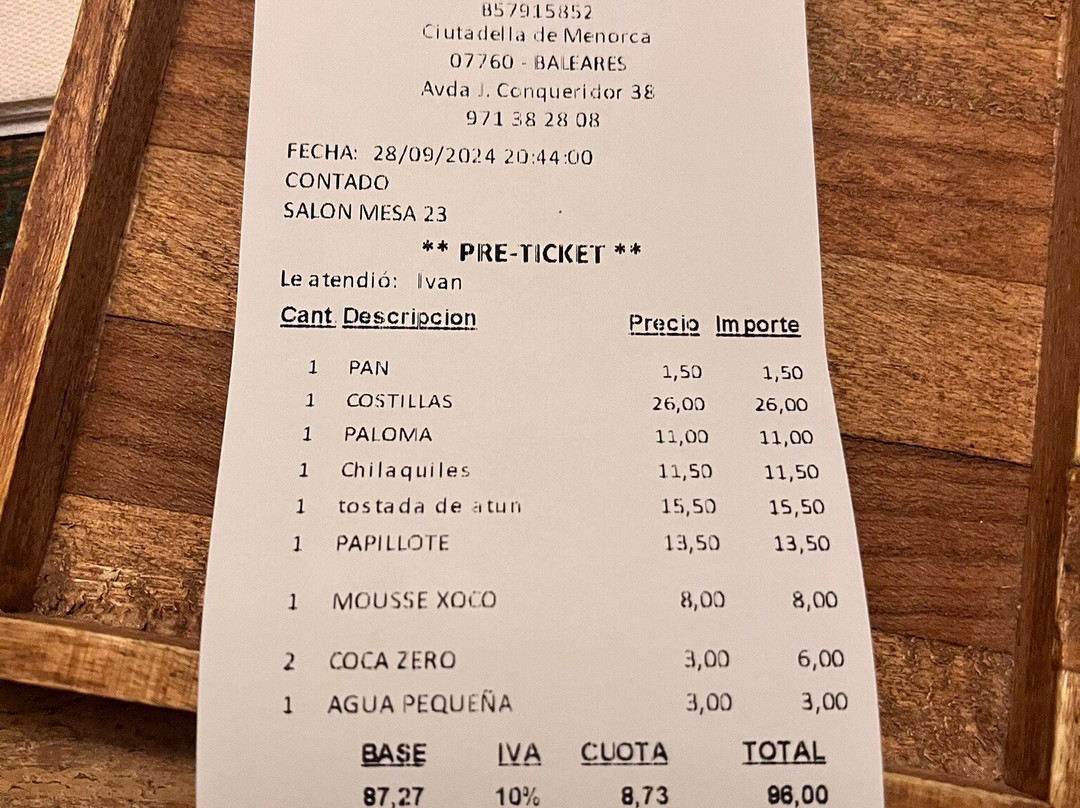 B57915852
Ciutadella de Menorca
07760 - BALEARES
Avda J. Conqueridor 38
971 38 28 08
FECHA: 28/09/2024 20:44:00
CONTADO
SALON MESA 23
** PRE-TICKET **
Le atendió: Ivan
Cant Descripcion Precio Importe
1 PAN 1,50 1,50
1 COSTILLAS 26,00 26,00
1 PALOMA 11,00 11,00
1 Chilaquiles 11,50 11,50
1 tostada de atun 15,50 15,50
1 PAPILLOTE 13,50 13,50
1 MOUSSE XOCO 8,00 8,00
2 COCA ZERO 3,00 6,00
1 AGUA PEQUEÑA 3,00 3,00
BASE IVA CUOTA TOTAL
87,27 10% 8,73 96,00